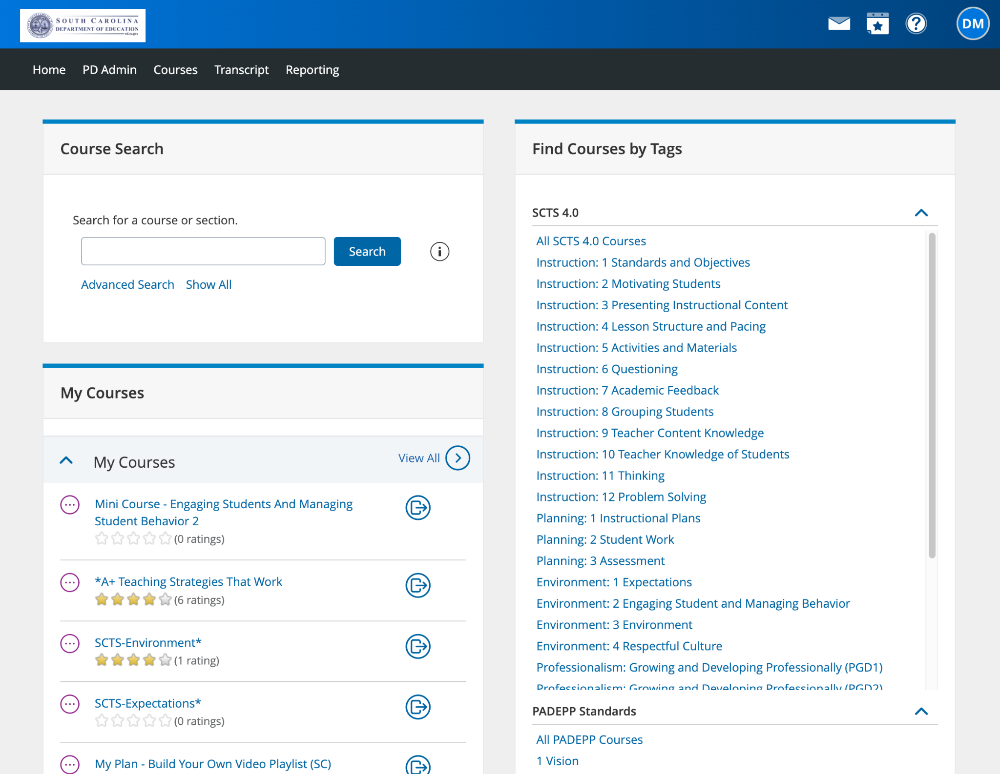 SOUTH CAROLINA
DEPARTMENT OF EDUCATION
ed.sc.gov
DM
Home PD Admin Courses Transcript Reporting
Course Search
Search for a course or section.
Search
Advanced Search Show All
My Courses
My Courses
View All
Mini Course - Engaging Students And Managing
Student Behavior 2
(0 ratings)
*A+ Teaching Strategies That Work
(6 ratings)
SCTS-Environment*
(1 rating)
SCTS-Expectations*
(0 ratings)
My Plan - Build Your Own Video Playlist (SC)
Find Courses by Tags
SCTS 4.0
All SCTS 4.0 Courses
Instruction: 1 Standards and Objectives
Instruction: 2 Motivating Students
Instruction: 3 Presenting Instructional Content
Instruction: 4 Lesson Structure and Pacing
Instruction: 5 Activities and Materials
Instruction: 6 Questioning
Instruction: 7 Academic Feedback
Instruction: 8 Grouping Students
Instruction: 9 Teacher Content Knowledge
Instruction: 10 Teacher Knowledge of Students
Instruction: 11 Thinking
Instruction: 12 Problem Solving
Planning: 1 Instructional Plans
Planning: 2 Student Work
Planning: 3 Assessment
Environment: 1 Expectations
Environment: 2 Engaging Student and Managing Behavior
Environment: 3 Environment
Environment: 4 Respectful Culture
Professionalism: Growing and Developing Professionally (PGD1)
Professionalism: Growing and Developing Professionally (PGD2)
PADEPP Standards
All PADEPP Courses
1 Vision